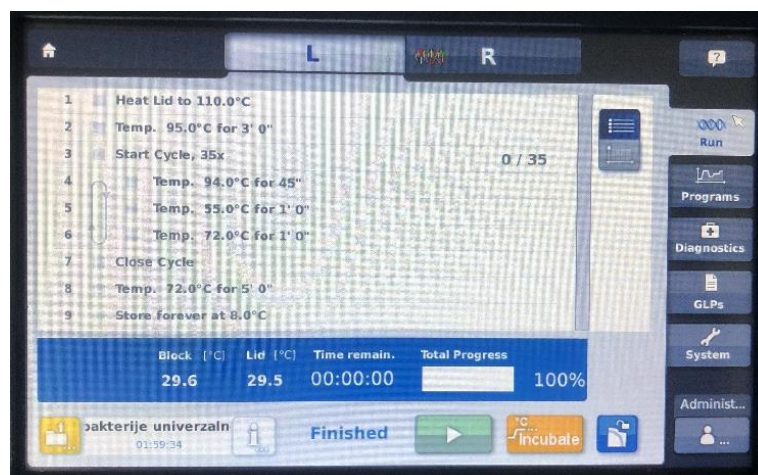 L
R
?
1 Heat Lid to 110.0°C
2 Temp. 95.0°C for 3' 0"
3 Start Cycle, 35x 0 / 35
4 Temp. 94.0°C for 45"
5 Temp. 55.0°C for 1' 0"
6 Temp. 72.0°C for 1' 0"
7 Close Cycle
8 Temp. 72.0°C for 5' 0"
9 Store forever at 8.0°C
Run
Programs
Diagnostics
GLPs
System
Block [°C] Lid [°C] Time remain. Total Progress
29.6 29.5 00:00:00 100%
Administ...
...
bakterije univerzaln
01:59:34
Finished
°C...
Incubate